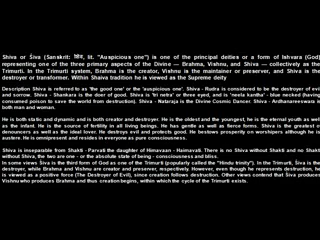 Shiva or Śiva (Sanskrit: शिव, lit. "Auspicious one") is one of the principal deities or a form of Ishvara (God)
representing one of the three primary aspects of the Divine — Brahma, Vishnu, and Shiva — collectively as the
Trimurti. In the Trimurti system, Brahma is the creator, Vishnu is the maintainer or preserver, and Shiva is the
destroyer or transformer. Within Shaiva tradition he is viewed as the Supreme deity
Description Shiva is referred to as 'the good one' or the 'auspicious one'. Shiva - Rudra is considered to be the destroyer of evil
and sorrow. Shiva - Shankara is the doer of good. Shiva is 'tri netra' or three eyed, and is 'neela kantha' - blue necked (having
consumed poison to save the world from destruction). Shiva - Nataraja is the Divine Cosmic Dancer. Shiva - Ardhanareeswara is
both man and woman.
He is both static and dynamic and is both creator and destroyer. He is the oldest and the youngest, he is the eternal youth as well
as the infant. He is the source of fertility in all living beings. He has gentle as well as fierce forms. Shiva is the greatest of
denouncers as well as the ideal lover. He destroys evil and protects good. He bestows prosperity on worshipers although he is
austere. He is omnipresent and resides in everyone as pure consciousness.
Shiva is inseparable from Shakti - Parvati the daughter of Himavaan - Haimavati. There is no Shiva without Shakti and no Shakti
without Shiva, the two are one - or the absolute state of being - consciousness and bliss.
In some views Śiva is the third form of God as one of the Trimurti (popularly called the "Hindu trinity"). In the Trimurti, Śiva is the
destroyer, while Brahma and Vishnu are creator and preserver, respectively. However, even though he represents destruction, he
is viewed as a positive force (The Destroyer of Evil), since creation follows destruction. Other views contend that Śiva produces
Vishnu who produces Brahma and thus creation begins, within which the cycle of the Trimurti exists.